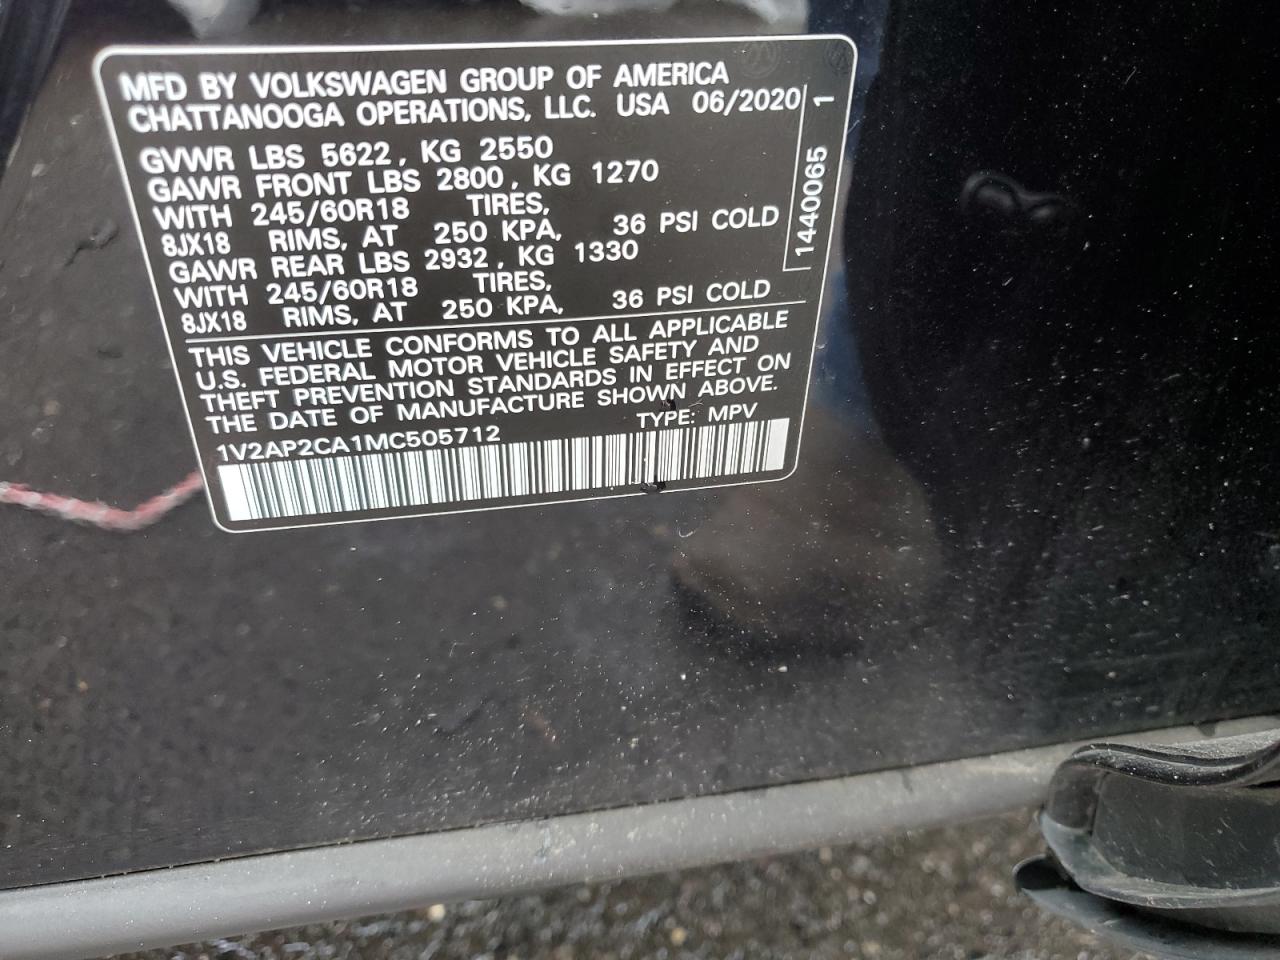 MFD BY VOLKSWAGEN GROUP OF AMERICA
CHATTANOOGA OPERATIONS, LLC. USA 06/2020
GVWR LBS 5622, KG 2550
GAWR FRONT LBS 2800, KG 1270
WITH 245/60R18 TIRES,
8JX18 RIMS, AT 250 KPA, 36 PSI COLD
GAWR REAR LBS 2932, KG 1330
WITH 245/60R18 TIRES,
8JX18 RIMS, AT 250 KPA, 36 PSI COLD
1440065 1
THIS VEHICLE CONFORMS TO ALL APPLICABLE
U.S. FEDERAL MOTOR VEHICLE SAFETY AND
THEFT PREVENTION STANDARDS IN EFFECT ON
THE DATE OF MANUFACTURE SHOWN ABOVE.
1V2AP2CA1MC505712 TYPE: MPV